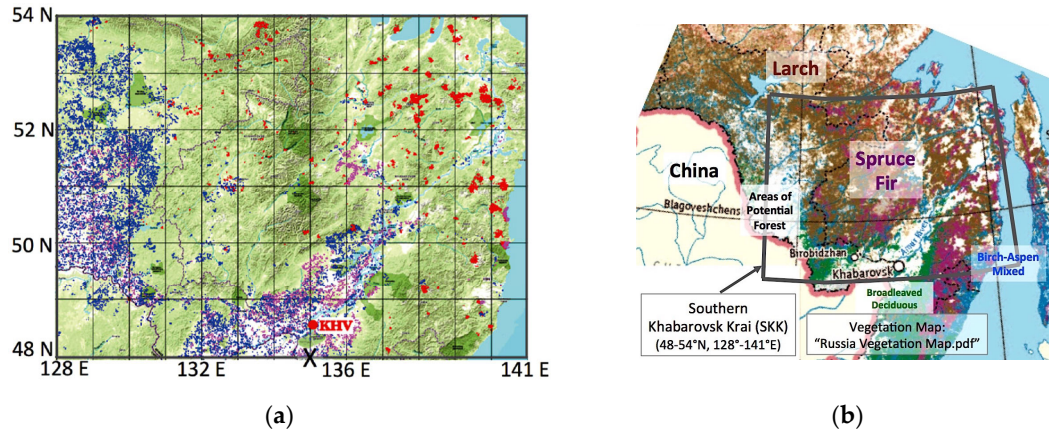 54 N
52 N
50 N
48 N
KHV
X
128 E
132 E
136 E
141 E
(a)
Larch
China
Spruce
Fir
Areas of
Potential
Forest
Blagoveshchens
Birobidzhan
Khabarovsk
Birch-Aspen
Mixed
Broadleaved
Deciduous
Southern
Khabarovsk Krai (SKK)
(48-54°N, 128°-141°E)
Vegetation Map:
“Russia Vegetation Map.pdf”
(b)